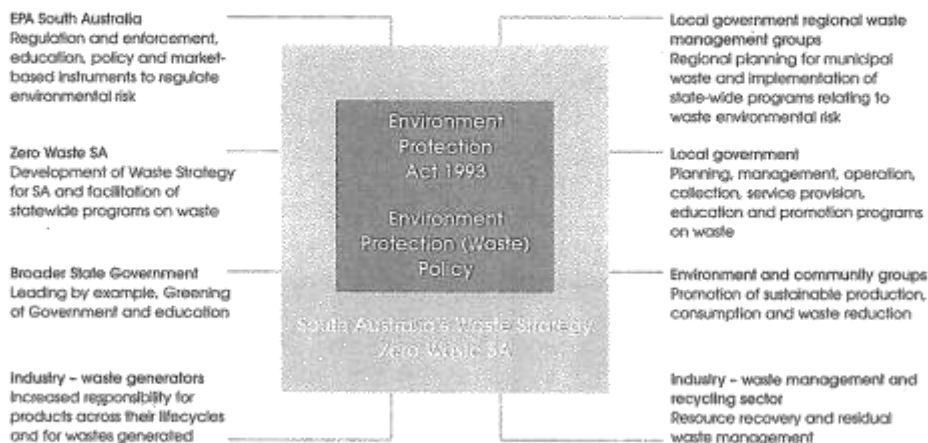 EPA South Australia
Regulation and enforcement,
education, policy and market-
based instruments to regulate
environmental risk
Zero Waste SA
Development of Waste Strategy
for SA and facilitation of
statewide programs on waste
Broader State Government
Leading by example, Greening
of Government and education
Industry – waste generators
Increased responsibility for
products across their lifecycles
and for wastes generated
Environment
Protection
Act 1993
Environment
Protection (Waste)
Policy
South Australia's Waste Strategy
Zero Waste SA
Local government regional waste
management groups
Regional planning for municipal
waste and implementation of
state-wide programs relating to
waste environmental risk
Local government
Planning, management, operation,
collection, service provision,
education and promotion programs
on waste
Environment and community groups
Promotion of sustainable production,
consumption and waste reduction
Industry – waste management and
recycling sector
Resource recovery and residual
waste management